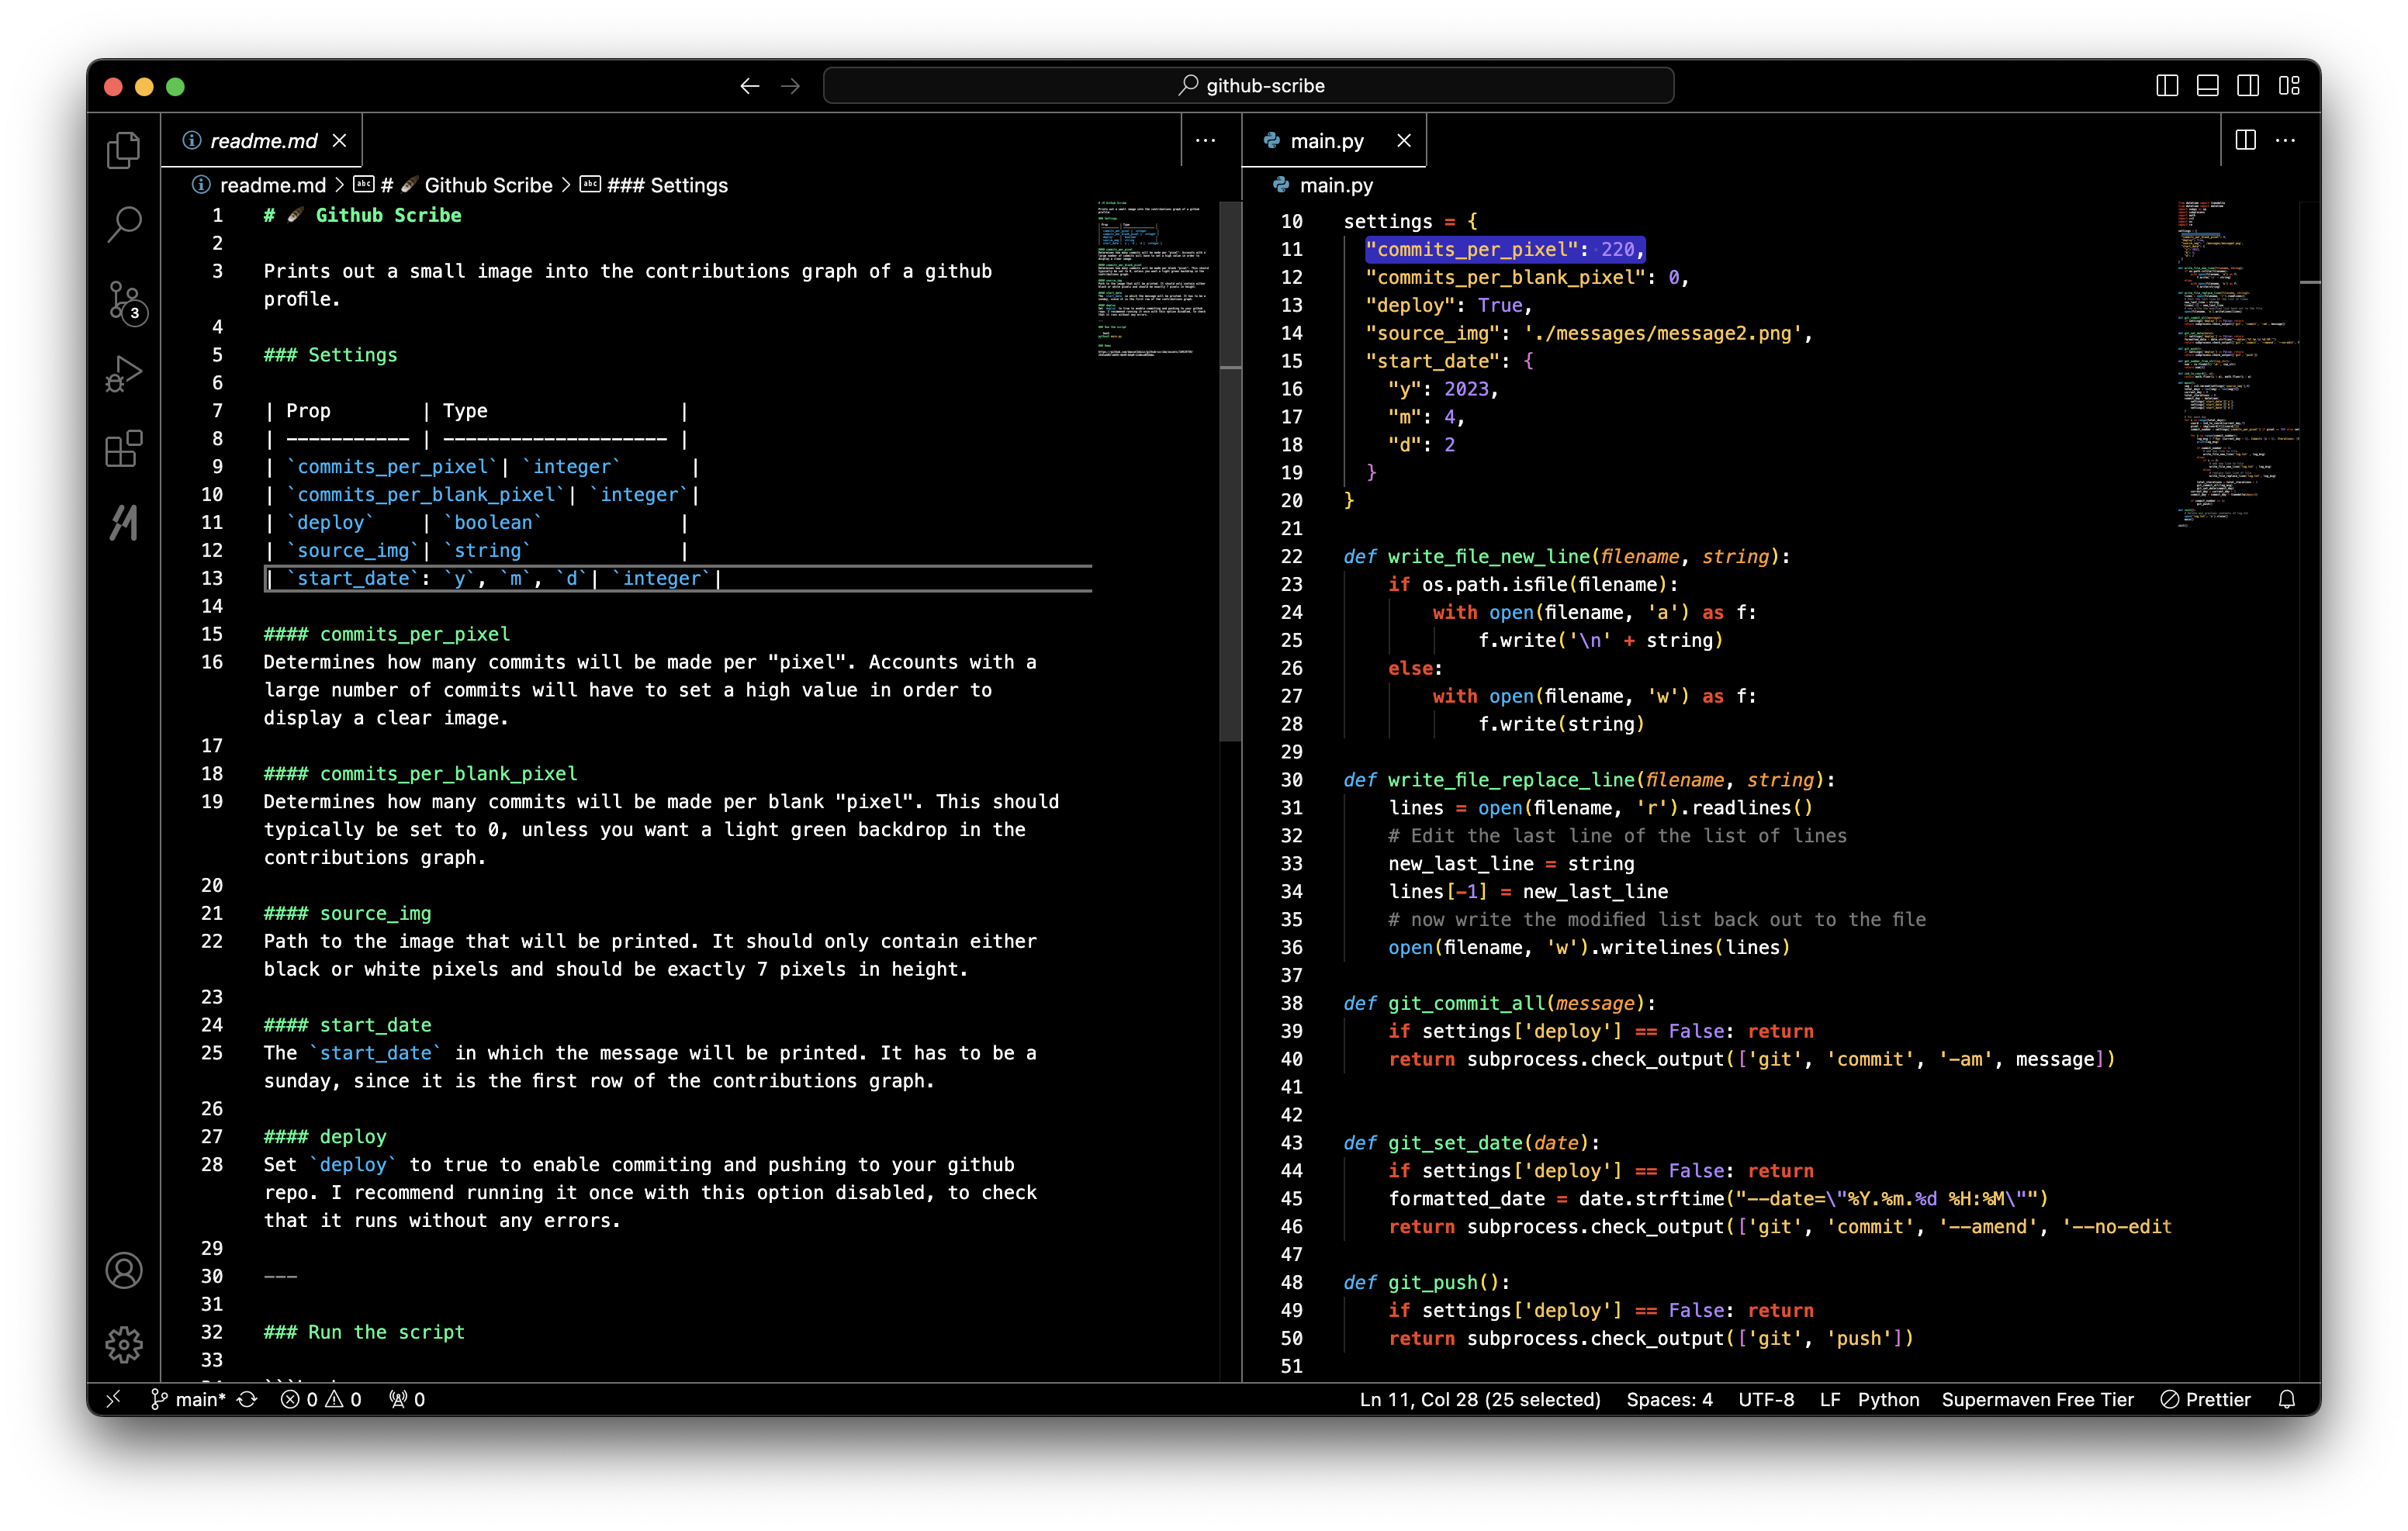 github-scribe
readme.md
readme.md > # 🪶 Github Scribe > ### Settings
1 # 🪶 Github Scribe
2
3 Prints out a small image into the contributions graph of a github
profile.
4
5 ### Settings
6
7 | Prop        | Type                 |
8 | ----------- | -------------------- |
9 | `commits_per_pixel`| `integer`      |
10 | `commits_per_blank_pixel`| `integer`|
11 | `deploy`    | `boolean`            |
12 | `source_img`| `string`             |
13 | `start_date`: `y`, `m`, `d`| `integer`|
14
15 #### commits_per_pixel
16 Determines how many commits will be made per "pixel". Accounts with a
large number of commits will have to set a high value in order to
display a clear image.
17
18 #### commits_per_blank_pixel
19 Determines how many commits will be made per blank "pixel". This should
typically be set to 0, unless you want a light green backdrop in the
contributions graph.
20
21 #### source_img
22 Path to the image that will be printed. It should only contain either
black or white pixels and should be exactly 7 pixels in height.
23
24 #### start_date
25 The `start_date` in which the message will be printed. It has to be a
sunday, since it is the first row of the contributions graph.
26
27 #### deploy
28 Set `deploy` to true to enable commiting and pushing to your github
repo. I recommend running it once with this option disabled, to check
that it runs without any errors.
29
30 ---
31
32 ### Run the script
33
main.py
main.py
10 settings = {
11   "commits_per_pixel": 220,
12   "commits_per_blank_pixel": 0,
13   "deploy": True,
14   "source_img": './messages/message2.png',
15   "start_date": {
16     "y": 2023,
17     "m": 4,
18     "d": 2
19   }
20 }
21
22 def write_file_new_line(filename, string):
23     if os.path.isfile(filename):
24         with open(filename, 'a') as f:
25             f.write('\n' + string)
26     else:
27         with open(filename, 'w') as f:
28             f.write(string)
29
30 def write_file_replace_line(filename, string):
31     lines = open(filename, 'r').readlines()
32     # Edit the last line of the list of lines
33     new_last_line = string
34     lines[-1] = new_last_line
35     # now write the modified list back out to the file
36     open(filename, 'w').writelines(lines)
37
38 def git_commit_all(message):
39     if settings['deploy'] == False: return
40     return subprocess.check_output(['git', 'commit', '-am', message])
41
42
43 def git_set_date(date):
44     if settings['deploy'] == False: return
45     formatted_date = date.strftime("--date=\"%Y.%m.%d %H:%M\"")
46     return subprocess.check_output(['git', 'commit', '--amend', '--no-edit
47
48 def git_push():
49     if settings['deploy'] == False: return
50     return subprocess.check_output(['git', 'push'])
51
3
main* 0 0 0
Ln 11, Col 28 (25 selected) Spaces: 4 UTF-8 LF Python Supermaven Free Tier Prettier